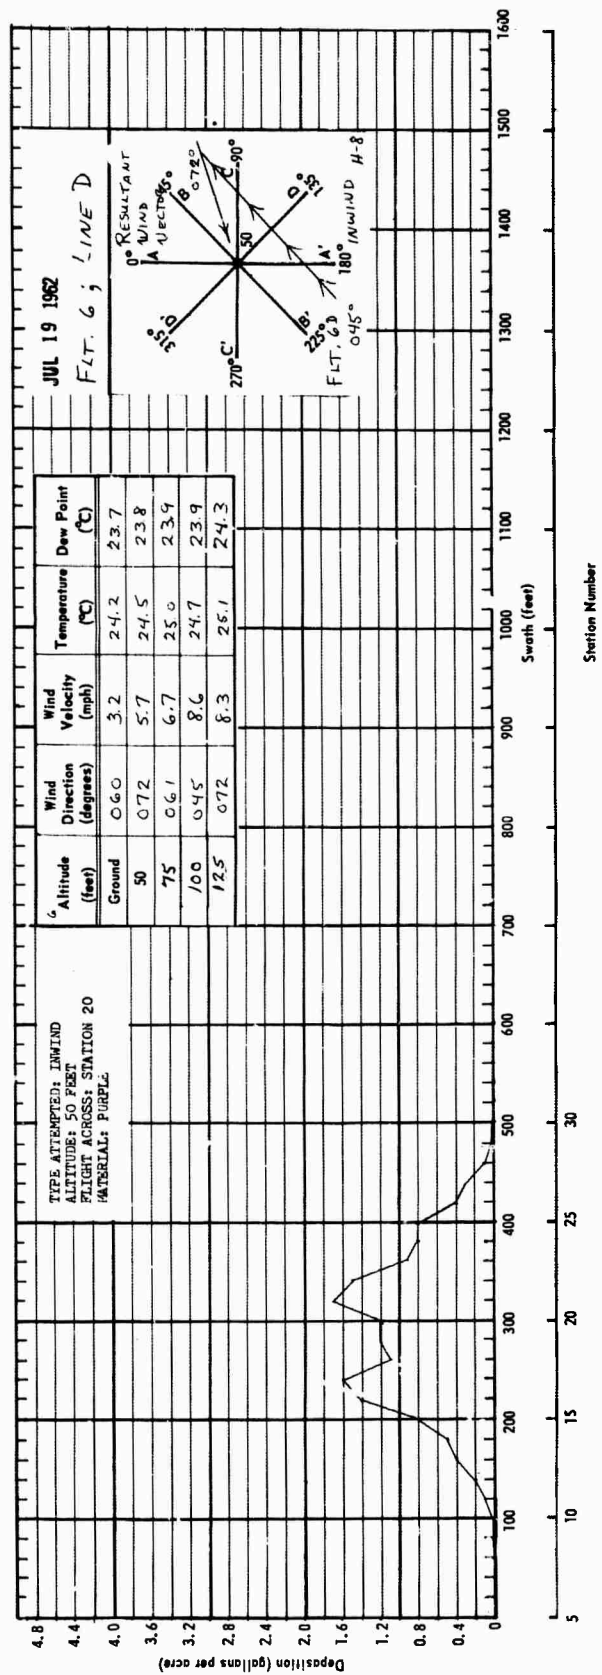 TYPE ATTEMPTED: INWIND
ALTITUDE: 50 FEET
FLIGHT ACROSS: STATION 20
MATERIAL: PURPLE
Altitude (feet) Wind Direction (degrees) Wind Velocity (mph) Temperature (°C) Dew Point (°C)
Ground 060 3.2 24.2 23.7
50 072 5.7 24.5 23.8
75 061 6.7 25.0 23.9
100 045 8.6 24.7 23.9
125 072 8.3 25.1 24.3
JUL 19 1962
FLT. 6 ; LINE D
RESULTANT
WIND
VECTOR
0°
A
45°
B
072°
C
90°
D
135°
A'
180°
B'
225°
C'
270°
D'
315°
50
INWIND
H-8
FLT. 6D
045°
Deposition (gallons per acre)
4.8
4.4
4.0
3.6
3.2
2.8
2.4
2.0
1.6
1.2
0.8
0.4
0
100 200 300 400 500 600 700 800 900 1000 1100 1200 1300 1400 1500 1600
Swath (feet)
5 10 15 20 25 30
Station Number